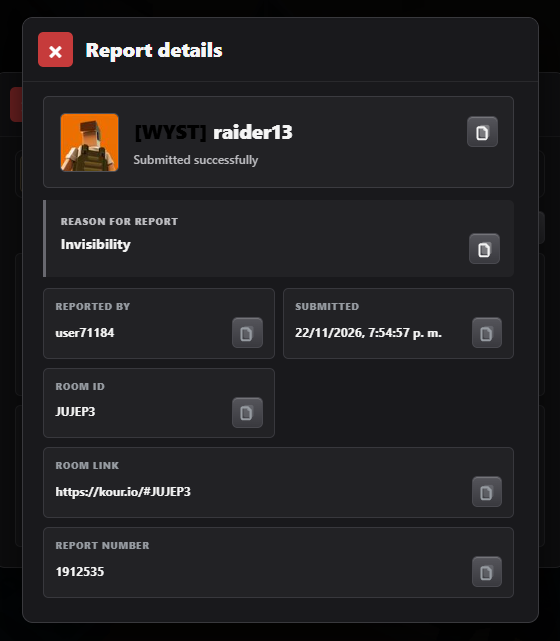 Report details
[WYST] raider13
Submitted successfully
REASON FOR REPORT
Invisibility
REPORTED BY
user71184
SUBMITTED
22/11/2026, 7:54:57 p. m.
ROOM ID
JUJEP3
ROOM LINK
https://kour.io/#JUJEP3
REPORT NUMBER
1912535